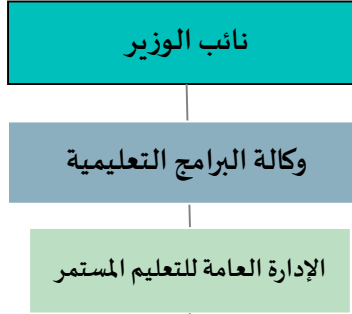 نائب الوزير
وكالة البرامج التعليمية
الإدارة العامة للتعليم المستمر